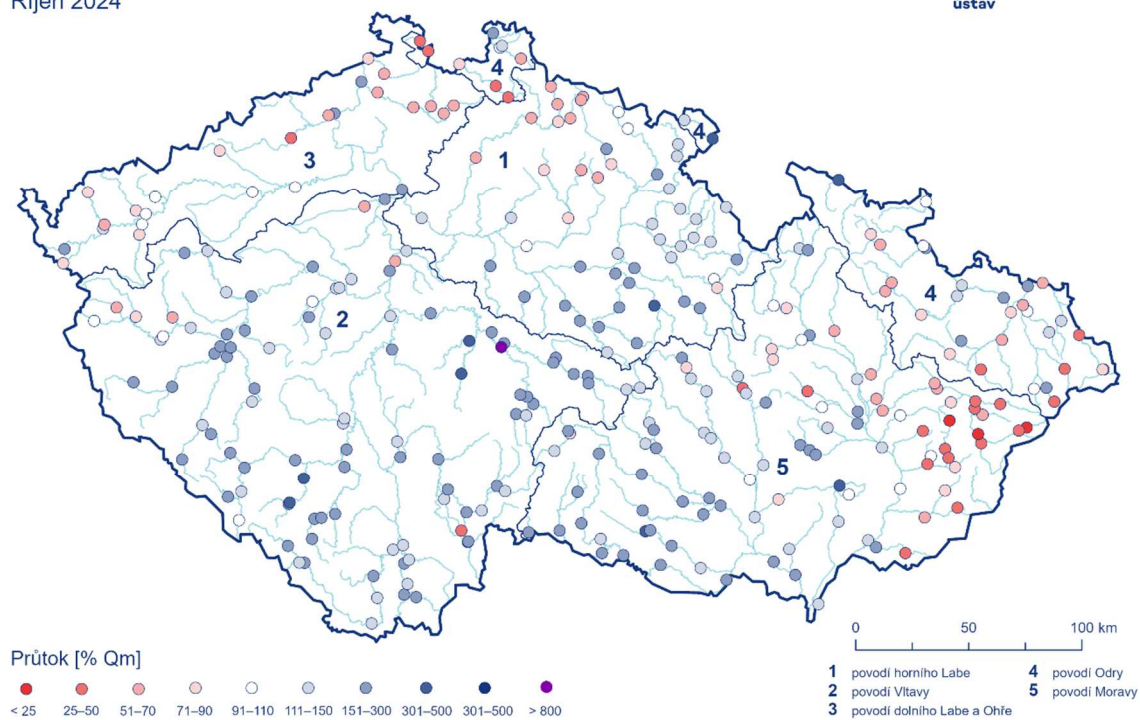 Říjen 2024
ústav
4
4
3
1
4
2
5
0 50 100 km
Průtok [% Qm]
< 25 25–50 51–70 71–90 91–110 111–150 151–300 301–500 301–500 > 800
1 povodí horního Labe
2 povodí Vltavy
3 povodí dolního Labe a Ohře
4 povodí Odry
5 povodí Moravy